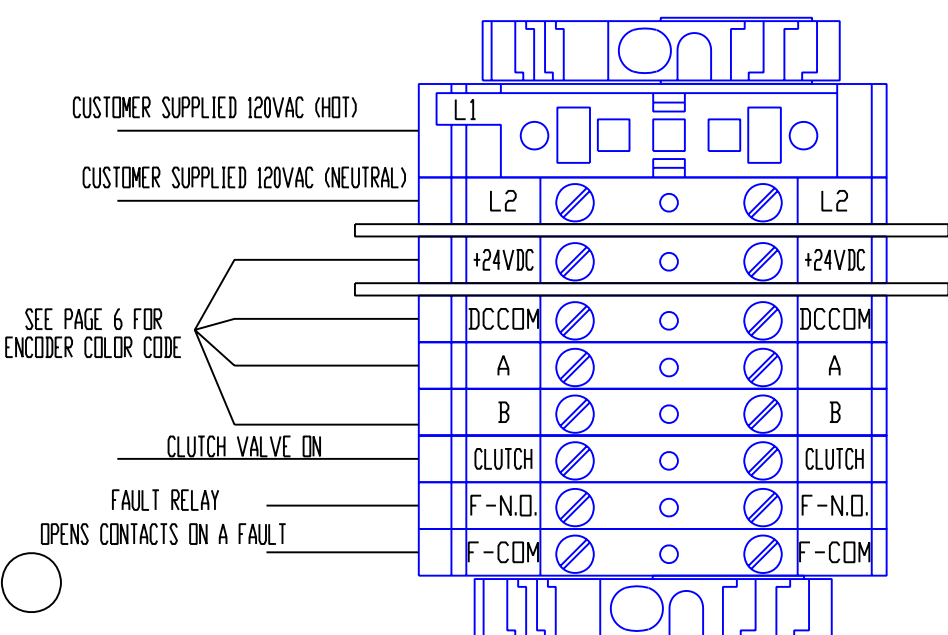 CUSTOMER SUPPLIED 120VAC (HOT)
L1
CUSTOMER SUPPLIED 120VAC (NEUTRAL)
L2 L2
+24VDC +24VDC
SEE PAGE 6 FOR
ENCODER COLOR CODE
DCCOM DCCOM
A A
B B
CLUTCH VALVE ON
CLUTCH CLUTCH
FAULT RELAY
OPENS CONTACTS ON A FAULT
F-N.O. F-N.O.
F-COM F-COM